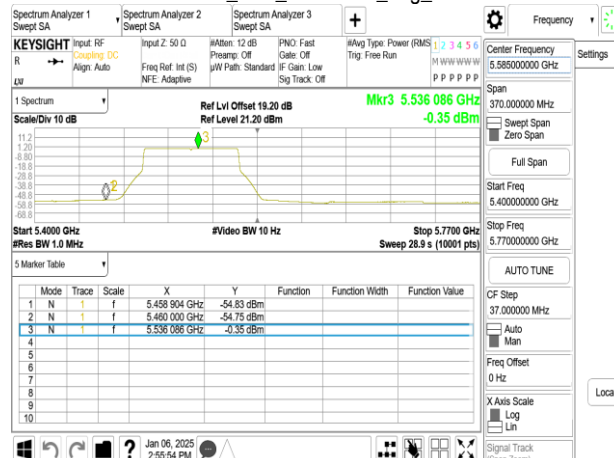 Spectrum Analyzer 1
Swept SA
Spectrum Analyzer 2
Swept SA
Spectrum Analyzer 3
Swept SA
+
Frequency
Settings
KEYSIGHT
R
LXI
Input: RF
Coupling: DC
Align: Auto
Input Z: 50 Ω
Freq Ref: Int (S)
NFE: Adaptive
#Atten: 12 dB
Preamp: Off
µW Path: Standard
PNO: Fast
Gate: Off
IF Gain: Low
Sig Track: Off
#Avg Type: Power (RMS
Trig: Free Run
1 2 3 4 5 6
M W W W W W
P P P P P P
1 Spectrum
Scale/Div 10 dB
Ref Lvl Offset 19.20 dB
Ref Level 21.20 dBm
Mkr3 5.536 086 GHz
-0.35 dBm
11.2
1.20
-8.80
-18.8
-28.8
-38.8
-48.8
-58.8
-68.8
3
2
Start 5.4000 GHz
#Res BW 1.0 MHz
#Video BW 10 Hz
Stop 5.7700 GHz
Sweep 28.9 s (10001 pts)
5 Marker Table
Mode Trace Scale X Y Function Function Width Function Value
1 N 1 f 5.458 904 GHz -54.83 dBm
2 N 1 f 5.460 000 GHz -54.75 dBm
3 N 1 f 5.536 086 GHz -0.35 dBm
4
5
6
7
8
9
10
Center Frequency
5.585000000 GHz
Span
370.000000 MHz
Swept Span
Zero Span
Full Span
Start Freq
5.400000000 GHz
Stop Freq
5.770000000 GHz
AUTO TUNE
CF Step
37.000000 MHz
Auto
Man
Freq Offset
0 Hz
X Axis Scale
Log
Lin
Signal Track
Loca
?
Jan 06, 2025
2:55:54 PM